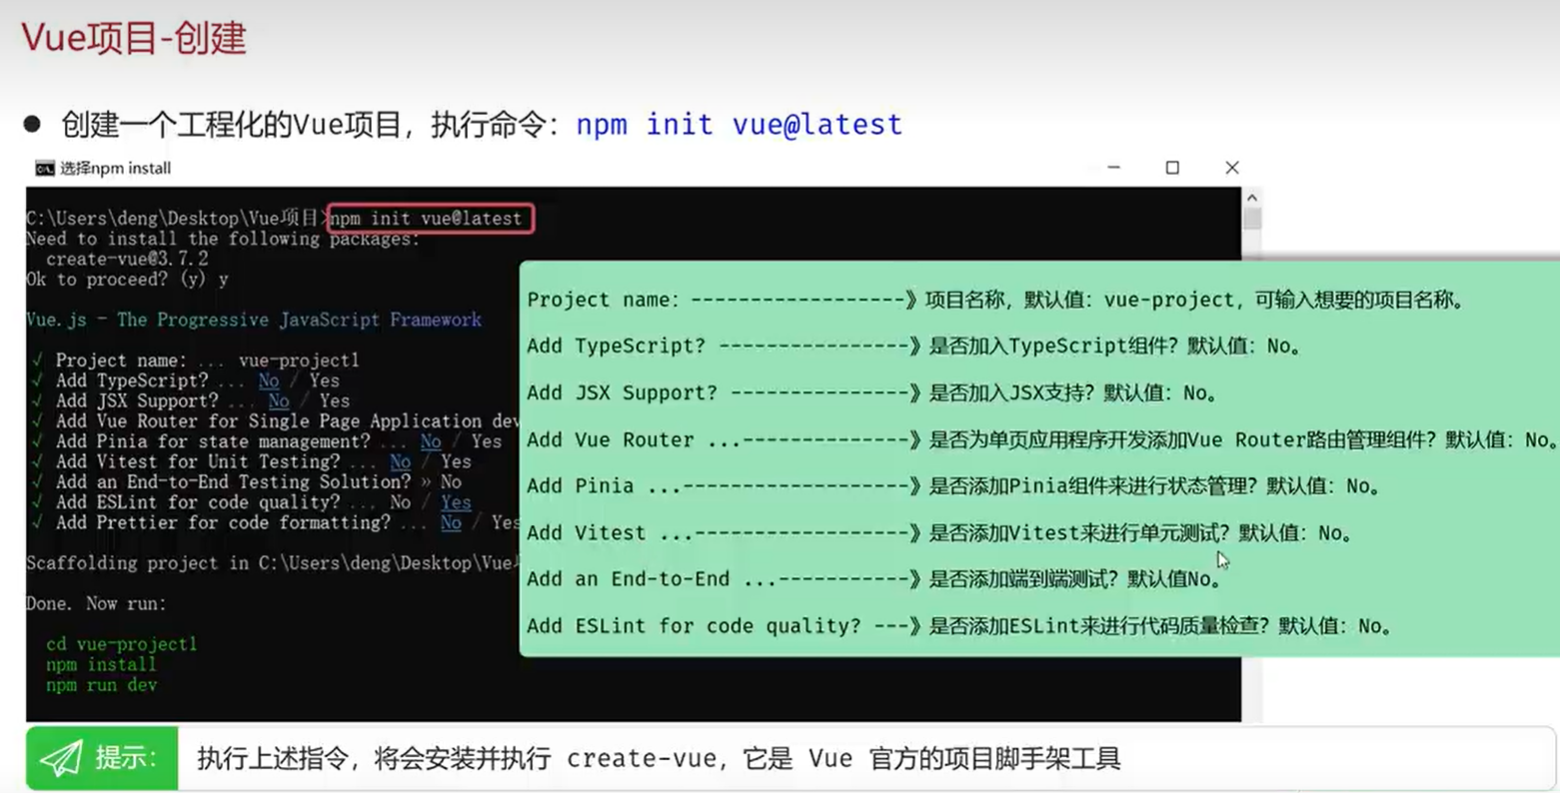 Vue项目-创建
● 创建一个工程化的Vue项目，执行命令：npm init vue@latest
选择npm install
C:\Users\deng\Desktop\Vue项目>npm init vue@latest
Need to install the following packages:
create-vue@3.7.2
Ok to proceed? (y) y
Vue.js - The Progressive JavaScript Framework
√ Project name: ... vue-project1
√ Add TypeScript? ... No / Yes
√ Add JSX Support? ... No / Yes
√ Add Vue Router for Single Page Application dev
√ Add Pinia for state management? ... No / Yes
√ Add Vitest for Unit Testing? ... No / Yes
√ Add an End-to-End Testing Solution? » No
√ Add ESLint for code quality? ... No / Yes
√ Add Prettier for code formatting? ... No / Yes
Scaffolding project in C:\Users\deng\Desktop\Vue
Done. Now run:
cd vue-project1
npm install
npm run dev
Project name: ------------------》项目名称，默认值：vue-project，可输入想要的项目名称。
Add TypeScript? ----------------》是否加入TypeScript组件？默认值：No。
Add JSX Support? ---------------》是否加入JSX支持？默认值：No。
Add Vue Router ...--------------》是否为单页应用程序开发添加Vue Router路由管理组件？默认值：No。
Add Pinia ...-------------------》是否添加Pinia组件来进行状态管理？默认值：No。
Add Vitest ...------------------》是否添加Vitest来进行单元测试？默认值：No。
Add an End-to-End ...-----------》是否添加端到端测试？默认值No。
Add ESLint for code quality? ---》是否添加ESLint来进行代码质量检查？默认值：No。
提示：
执行上述指令，将会安装并执行 create-vue，它是 Vue 官方的项目脚手架工具